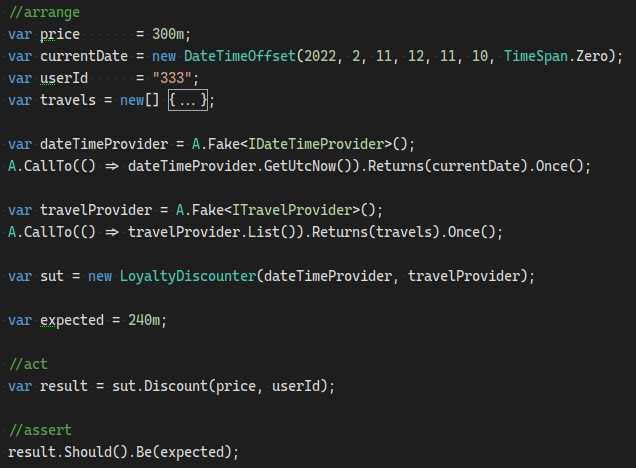 //arrange
var price = 300m;
var currentDate = new DateTimeOffset(2022, 2, 11, 12, 11, 10, TimeSpan.Zero);
var userId = "333";
var travels = new[] {...};
var dateTimeProvider = A.Fake<IDateTimeProvider>();
A.CallTo(() => dateTimeProvider.GetUtcNow()).Returns(currentDate).Once();
var travelProvider = A.Fake<ITravelProvider>();
A.CallTo(() => travelProvider.List()).Returns(travels).Once();
var sut = new LoyaltyDiscounter(dateTimeProvider, travelProvider);
var expected = 240m;
//act
var result = sut.Discount(price, userId);
//assert
result.Should().Be(expected);